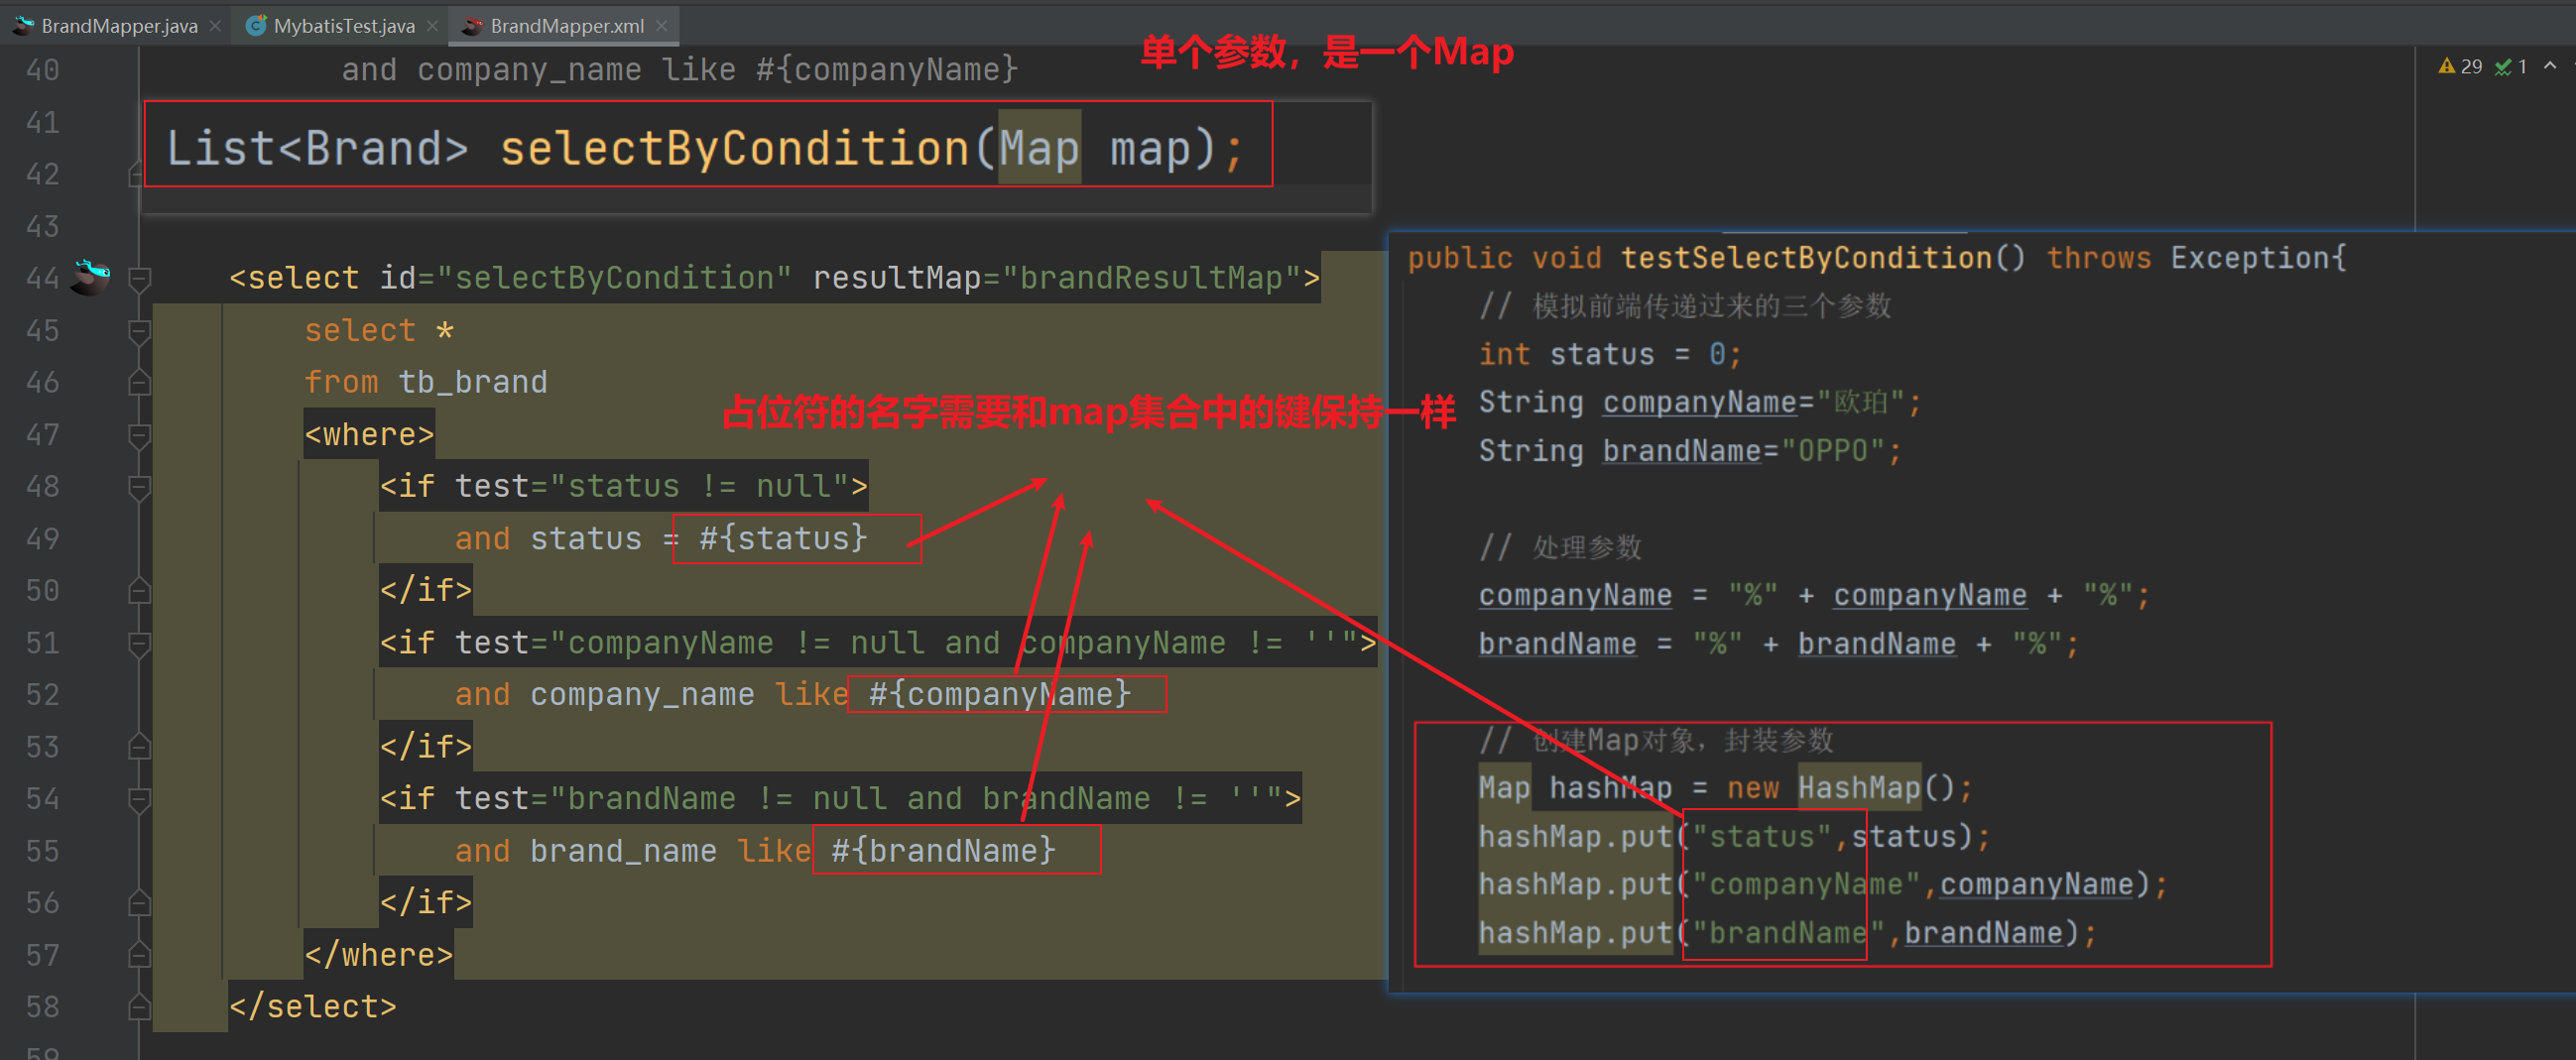 BrandMapper.java
MybatisTest.java
BrandMapper.xml
单个参数，是一个Map
29
1
40 and company_name like #{companyName}
41
List<Brand> selectByCondition(Map map);
42
43
44 <select id="selectByCondition" resultMap="brandResultMap">
45 select *
46 from tb_brand
占位符的名字需要和map集合中的键保持一样
47 <where>
48 <if test="status != null">
49 and status = #{status}
50 </if>
51 <if test="companyName != null and companyName != ''">
52 and company_name like #{companyName}
53 </if>
54 <if test="brandName != null and brandName != ''">
55 and brand_name like #{brandName}
56 </if>
57 </where>
58 </select>
59
public void testSelectByCondition() throws Exception{
// 模拟前端传递过来的三个参数
int status = 0;
String companyName="欧珀";
String brandName="OPPO";
// 处理参数
companyName = "%" + companyName + "%";
brandName = "%" + brandName + "%";
// 创建Map对象，封装参数
Map hashMap = new HashMap();
hashMap.put("status",status);
hashMap.put("companyName",companyName);
hashMap.put("brandName",brandName);